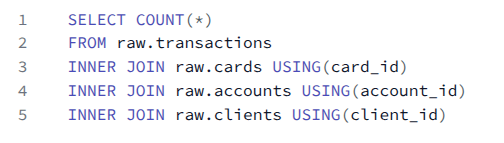 1 SELECT COUNT(*)
2 FROM raw.transactions
3 INNER JOIN raw.cards USING(card_id)
4 INNER JOIN raw.accounts USING(account_id)
5 INNER JOIN raw.clients USING(client_id)